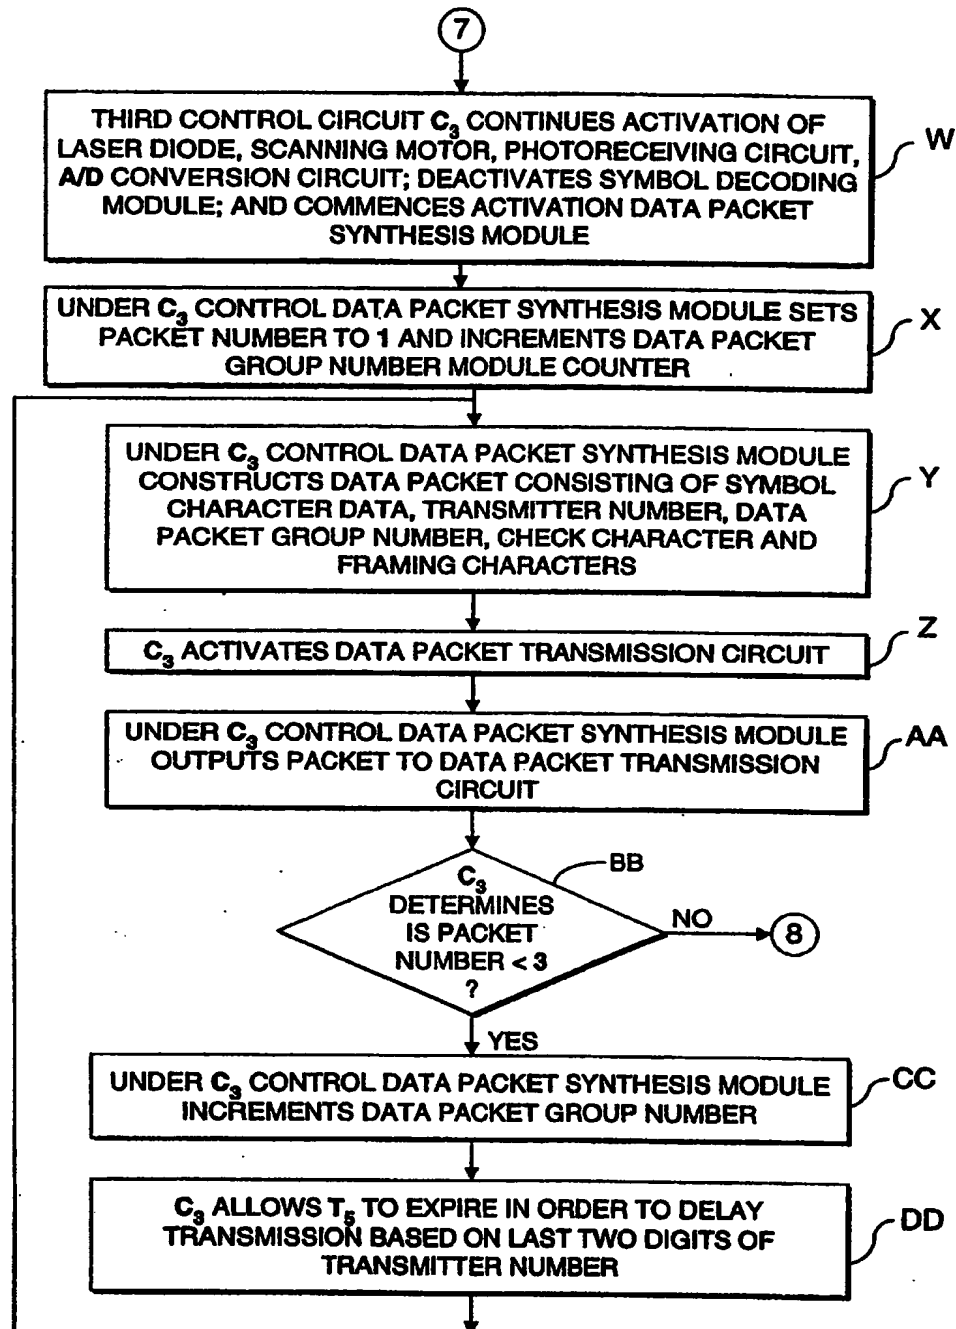 7
THIRD CONTROL CIRCUIT C3 CONTINUES ACTIVATION OF
LASER DIODE, SCANNING MOTOR, PHOTORECEIVING CIRCUIT,
A/D CONVERSION CIRCUIT; DEACTIVATES SYMBOL DECODING
MODULE; AND COMMENCES ACTIVATION DATA PACKET
SYNTHESIS MODULE
W
UNDER C3 CONTROL DATA PACKET SYNTHESIS MODULE SETS
PACKET NUMBER TO 1 AND INCREMENTS DATA PACKET
GROUP NUMBER MODULE COUNTER
X
UNDER C3 CONTROL DATA PACKET SYNTHESIS MODULE
CONSTRUCTS DATA PACKET CONSISTING OF SYMBOL
CHARACTER DATA, TRANSMITTER NUMBER, DATA
PACKET GROUP NUMBER, CHECK CHARACTER AND
FRAMING CHARACTERS
Y
C3 ACTIVATES DATA PACKET TRANSMISSION CIRCUIT
Z
UNDER C3 CONTROL DATA PACKET SYNTHESIS MODULE
OUTPUTS PACKET TO DATA PACKET TRANSMISSION
CIRCUIT
AA
C3
DETERMINES
IS PACKET
NUMBER < 3
?
BB
NO
8
YES
UNDER C3 CONTROL DATA PACKET SYNTHESIS MODULE
INCREMENTS DATA PACKET GROUP NUMBER
CC
C3 ALLOWS T5 TO EXPIRE IN ORDER TO DELAY
TRANSMISSION BASED ON LAST TWO DIGITS OF
TRANSMITTER NUMBER
DD